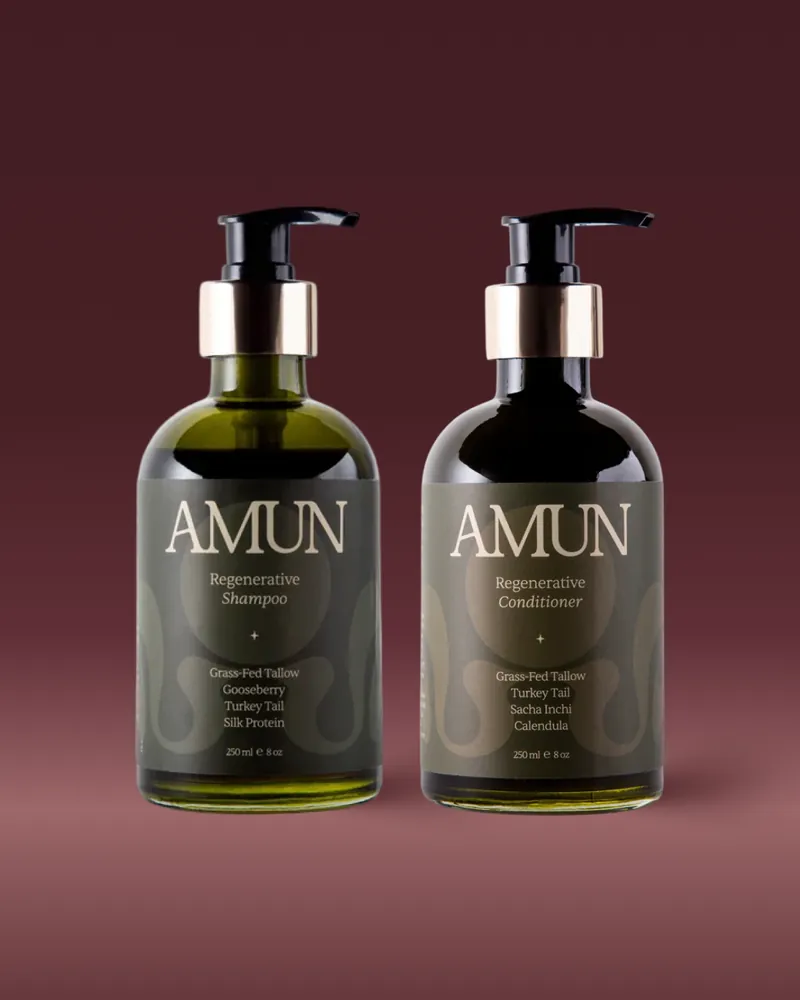 AMUN
Regenerative
Shampoo
Grass-Fed Tallow
Gooseberry
Turkey Tail
Silk Protein
250 ml ℮ 8 oz
AMUN
Regenerative
Conditioner
Grass-Fed Tallow
Turkey Tail
Sacha Inchi
Calendula
250 ml ℮ 8 oz